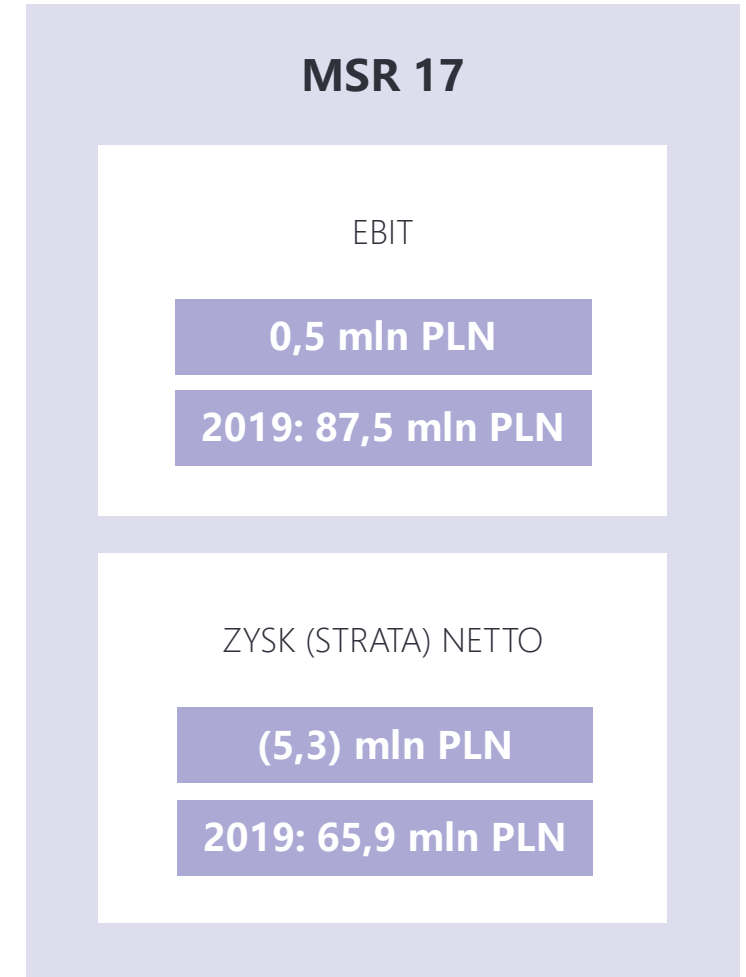 MSR 17
EBIT
0,5 mln PLN
2019: 87,5 mln PLN
ZYSK (STRATA) NETTO
(5,3) mln PLN
2019: 65,9 mln PLN